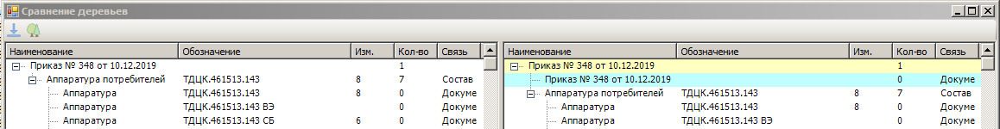 Сравнение деревьев
Наименование Обозначение Изм. Кол-во Связь
Приказ № 348 от 10.12.2019 1
Аппаратура потребителей ТДЦК.461513.143 8 7 Состав
Аппаратура ТДЦК.461513.143 8 0 Докуме
Аппаратура ТДЦК.461513.143 ВЭ 0 Докуме
Аппаратура ТДЦК.461513.143 СБ 6 0 Докуме
Наименование Обозначение Изм. Кол-во Связь
Приказ № 348 от 10.12.2019 1
Приказ № 348 от 10.12.2019 0 Докуме
Аппаратура потребителей ТДЦК.461513.143 8 7 Состав
Аппаратура ТДЦК.461513.143 8 0 Докуме
Аппаратура ТДЦК.461513.143 ВЭ 0 Докуме